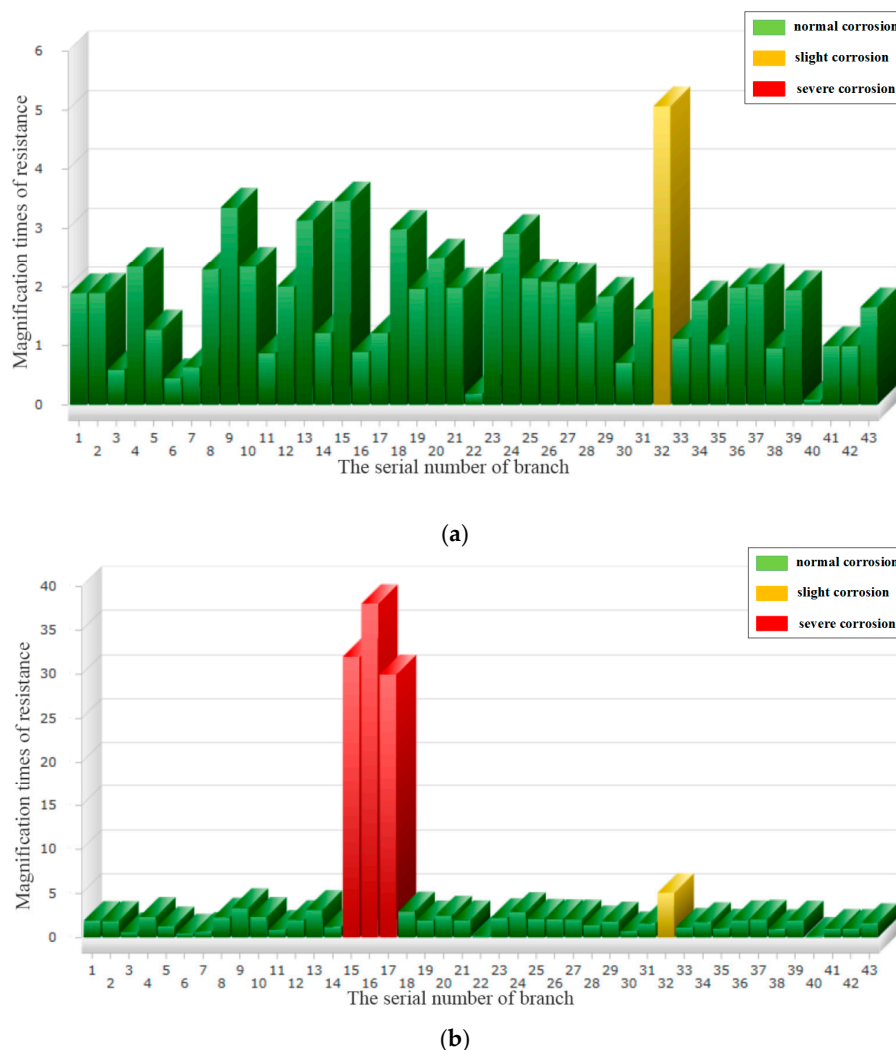 normal corrosion
slight corrosion
severe corrosion
Magnification times of resistance
6
5
4
3
2
1
0
1 3 5 7 9 11 13 15 17 19 21 23 25 27 29 31 33 35 37 39 41 43
2 4 6 8 10 12 14 16 18 20 22 24 26 28 30 32 34 36 38 40 42
The serial number of branch
(a)
normal corrosion
slight corrosion
severe corrosion
Magnification times of resistance
40
35
30
25
20
15
10
5
0
1 3 5 7 9 11 13 15 17 19 21 23 25 27 29 31 33 35 37 39 41 43
2 4 6 8 10 12 14 16 18 20 22 24 26 28 30 32 34 36 38 40 42
The serial number of branch
(b)